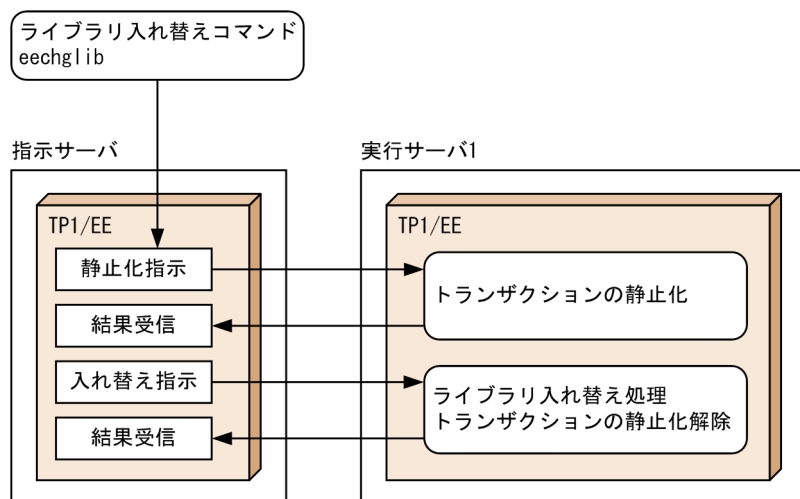 ライブラリ入れ替えコマンド
eechglib
指示サーバ
実行サーバ1
TP1/EE
静止化指示
結果受信
入れ替え指示
結果受信
TP1/EE
トランザクションの静止化
ライブラリ入れ替え処理
トランザクションの静止化解除